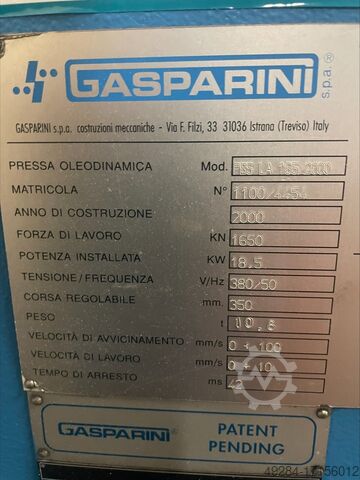 GASPARINI s.p.a.®
GASPARINI s.p.a. costruzioni meccaniche - Via F. Filzi, 33 31036 Istrana (Treviso) Italy
PRESSA OLEODINAMICA Mod. 165/3000
MATRICOLA N° 1100/4454
ANNO DI COSTRUZIONE 2000
FORZA DI LAVORO KN 1650
POTENZA INSTALLATA KW 18.5
TENSIONE/FREQUENZA V/Hz 380/50
CORSA REGOLABILE mm. 350
PESO t 10,8
VELOCITÀ DI AVVICINAMENTO mm/s 0 ÷ 100
VELOCITÀ DI LAVORO mm/s 0 ÷ 10
TEMPO DI ARRESTO ms 42
GASPARINI
PATENT
PENDING